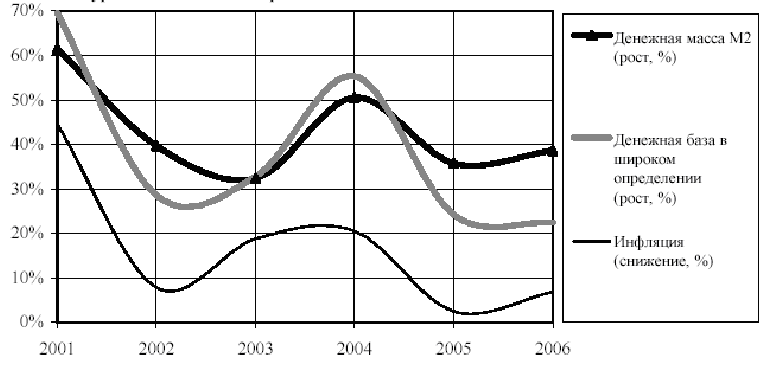 70%
60%
50%
40%
30%
20%
10%
0%
2001 2002 2003 2004 2005 2006
Денежная масса М2
(рост, %)
Денежная база в
широком
определении
(рост, %)
Инфляция
(снижение, %)